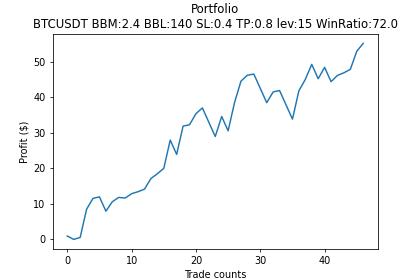 Portfolio
BTCUSDT BBM:2.4 BBL:140 SL:0.4 TP:0.8 lev:15 WinRatio:72.0
50
40
30
20
10
0
Profit ($)
0 10 20 30 40
Trade counts